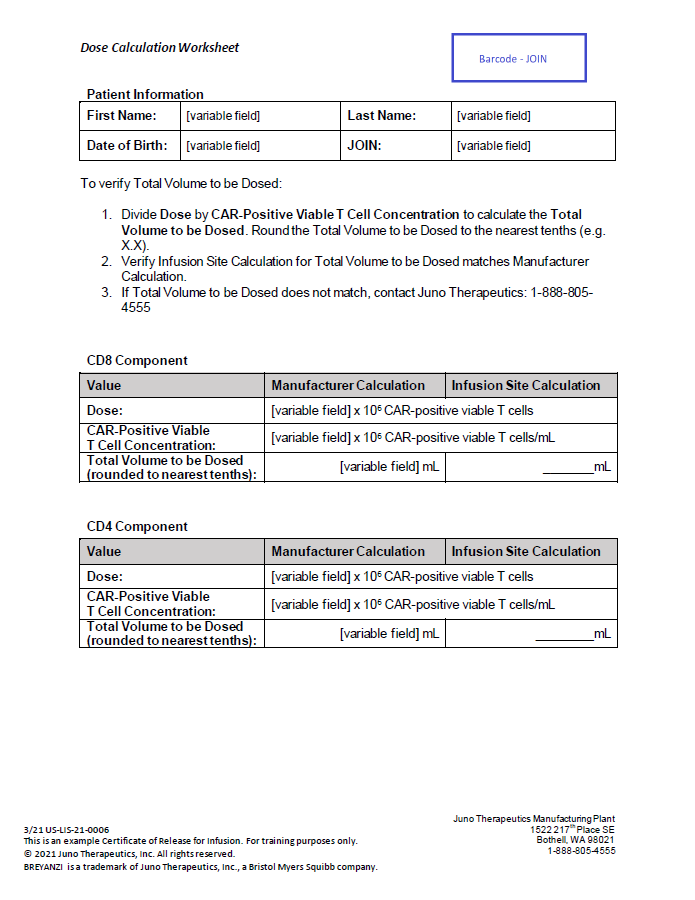 Dose Calculation Worksheet
Barcode - JOIN
Patient Information
First Name: [variable field] Last Name: [variable field]
Date of Birth: [variable field] JOIN: [variable field]
To verify Total Volume to be Dosed:
1. Divide Dose by CAR-Positive Viable T Cell Concentration to calculate the Total
Volume to be Dosed. Round the Total Volume to be Dosed to the nearest tenths (e.g.
X.X).
2. Verify Infusion Site Calculation for Total Volume to be Dosed matches Manufacturer
Calculation.
3. If Total Volume to be Dosed does not match, contact Juno Therapeutics: 1-888-805-
4555
CD8 Component
Value Manufacturer Calculation Infusion Site Calculation
Dose: [variable field] x 10⁶ CAR-positive viable T cells
CAR-Positive Viable
T Cell Concentration: [variable field] x 10⁶ CAR-positive viable T cells/mL
Total Volume to be Dosed
(rounded to nearest tenths): [variable field] mL _______mL
CD4 Component
Value Manufacturer Calculation Infusion Site Calculation
Dose: [variable field] x 10⁶ CAR-positive viable T cells
CAR-Positive Viable
T Cell Concentration: [variable field] x 10⁶ CAR-positive viable T cells/mL
Total Volume to be Dosed
(rounded to nearest tenths): [variable field] mL ________mL
Juno Therapeutics Manufacturing Plant
1522 217th Place SE
Bothell, WA 98021
1-888-805-4555
3/21 US-LIS-21-0006
This is an example Certificate of Release for Infusion. For training purposes only.
© 2021 Juno Therapeutics, Inc. All rights reserved.
BREYANZI is a trademark of Juno Therapeutics, Inc., a Bristol Myers Squibb company.